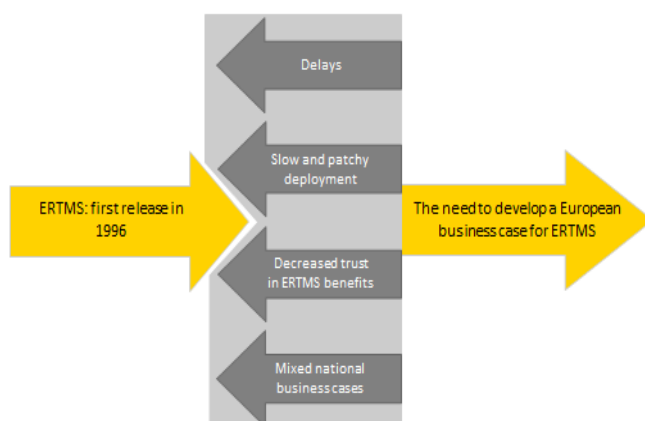 ERTMS: first release in
1996
Delays
Slow and patchy
deployment
Decreased trust
in ERTMS benefits
Mixed national
business cases
The need to develop a European
business case for ERTMS